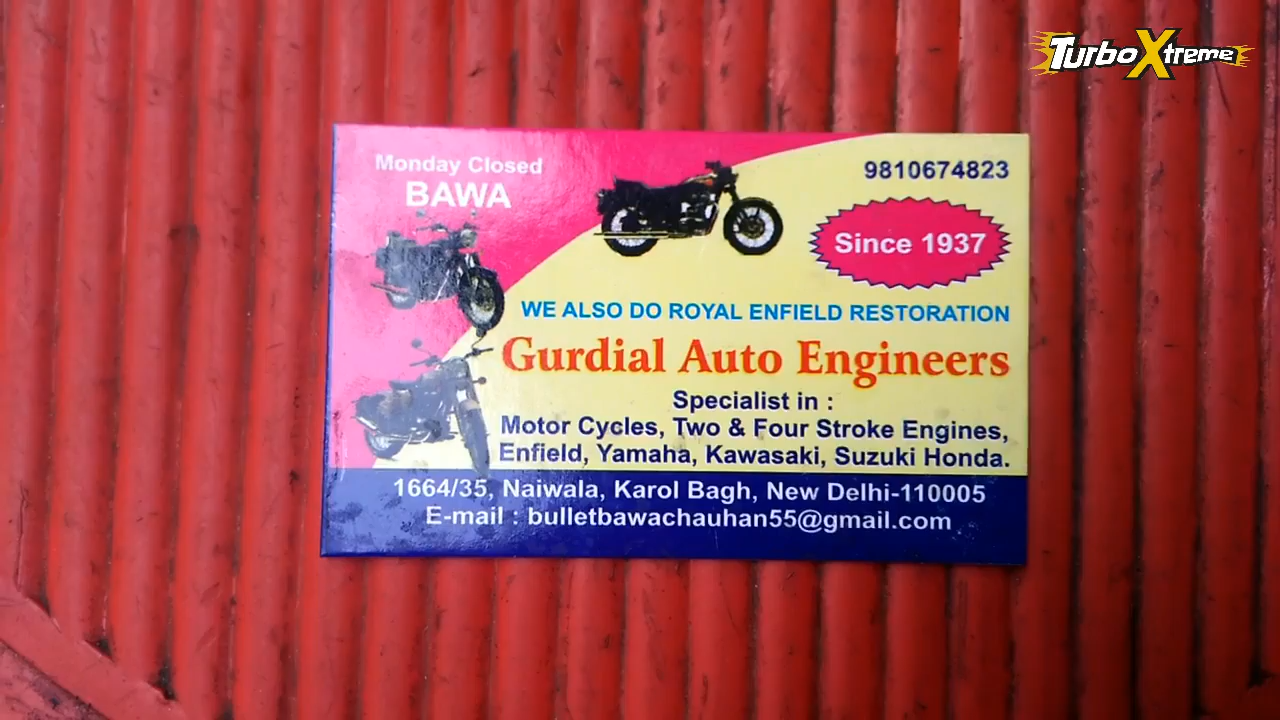 TurboXtreme
Monday Closed
BAWA
9810674823
Since 1937
WE ALSO DO ROYAL ENFIELD RESTORATION
Gurdial Auto Engineers
Specialist in :
Motor Cycles, Two & Four Stroke Engines,
Enfield, Yamaha, Kawasaki, Suzuki Honda.
1664/35, Naiwala, Karol Bagh, New Delhi-110005
E-mail : bulletbawachauhan55@gmail.com